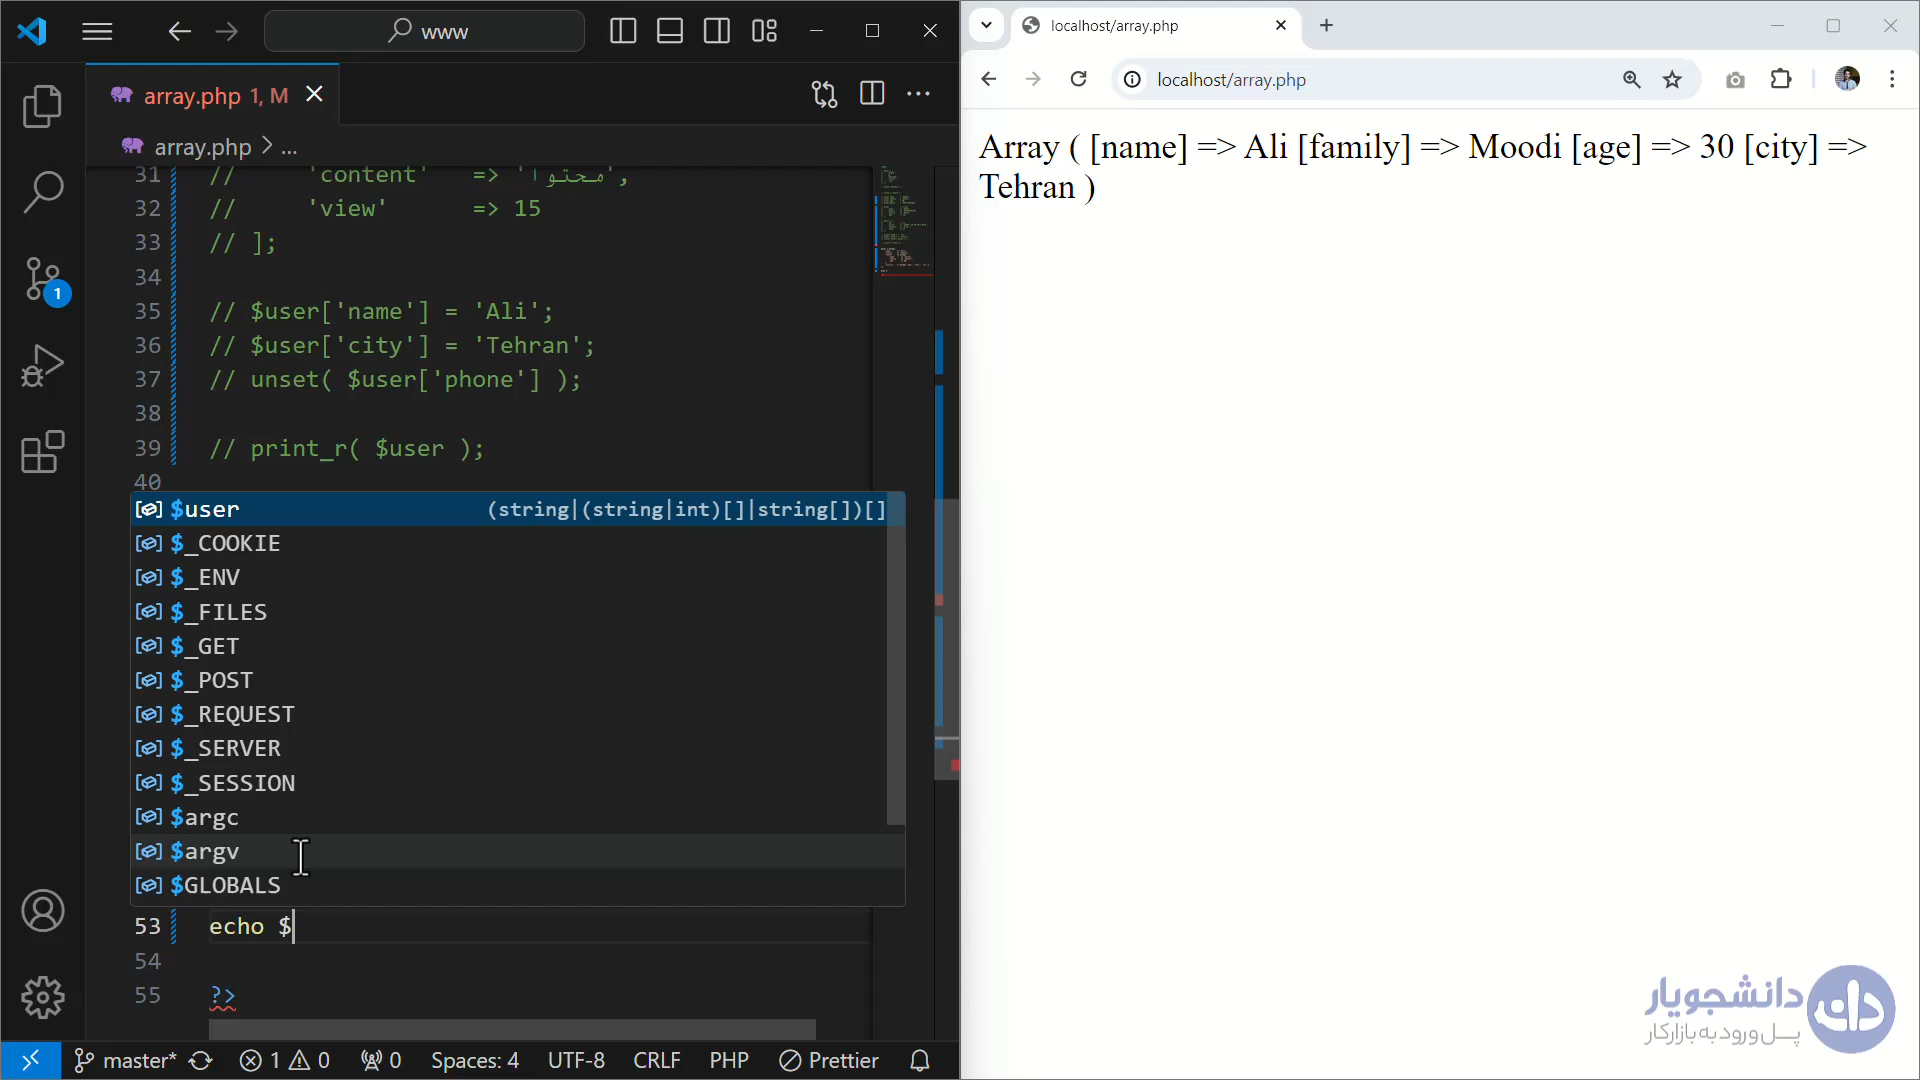 www
array.php 1, M
array.php > ...
31 // 'content' => 'محتوا',
32 // 'view' => 15
33 // ];
34
35 // $user['name'] = 'Ali';
36 // $user['city'] = 'Tehran';
37 // unset( $user['phone'] );
38
39 // print_r( $user );
40
$user (string|(string|int)[]|string[])[]
$_COOKIE
$_ENV
$_FILES
$_GET
$_POST
$_REQUEST
$_SERVER
$_SESSION
$argc
$argv
$GLOBALS
53 echo $
54
55 ?>
1
master* 1 0 0 Spaces: 4 UTF-8 CRLF PHP Prettier
localhost/array.php
localhost/array.php
Array ( [name] => Ali [family] => Moodi [age] => 30 [city] =>
Tehran )
دانشجویار
پل ورود به بازار کار